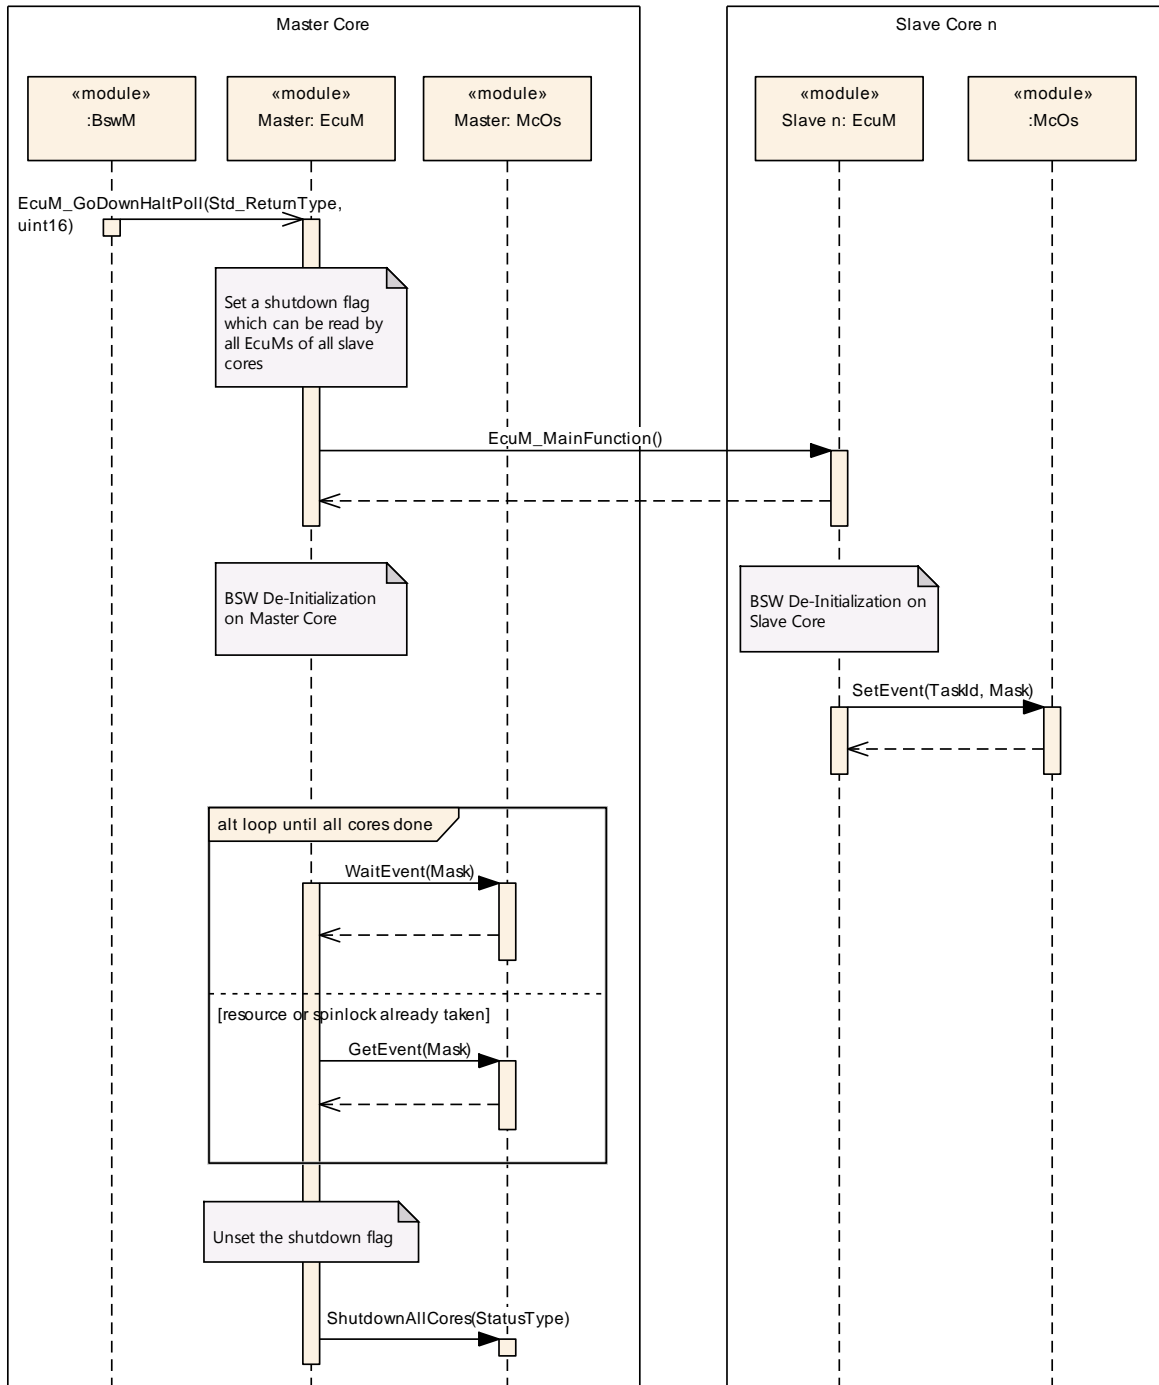 Master Core
Slave Core n
«module»
:BswM
«module»
Master: EcuM
«module»
Master: McOs
«module»
Slave n: EcuM
«module»
:McOs
EcuM_GoDownHaltPoll(Std_ReturnType,
uint16)
Set a shutdown flag
which can be read by
all EcuMs of all slave
cores
EcuM_MainFunction()
BSW De-Initialization
on Master Core
BSW De-Initialization on
Slave Core
SetEvent(TaskId, Mask)
alt loop until all cores done
WaitEvent(Mask)
[resource or spinlock already taken]
GetEvent(Mask)
Unset the shutdown flag
ShutdownAllCores(StatusType)